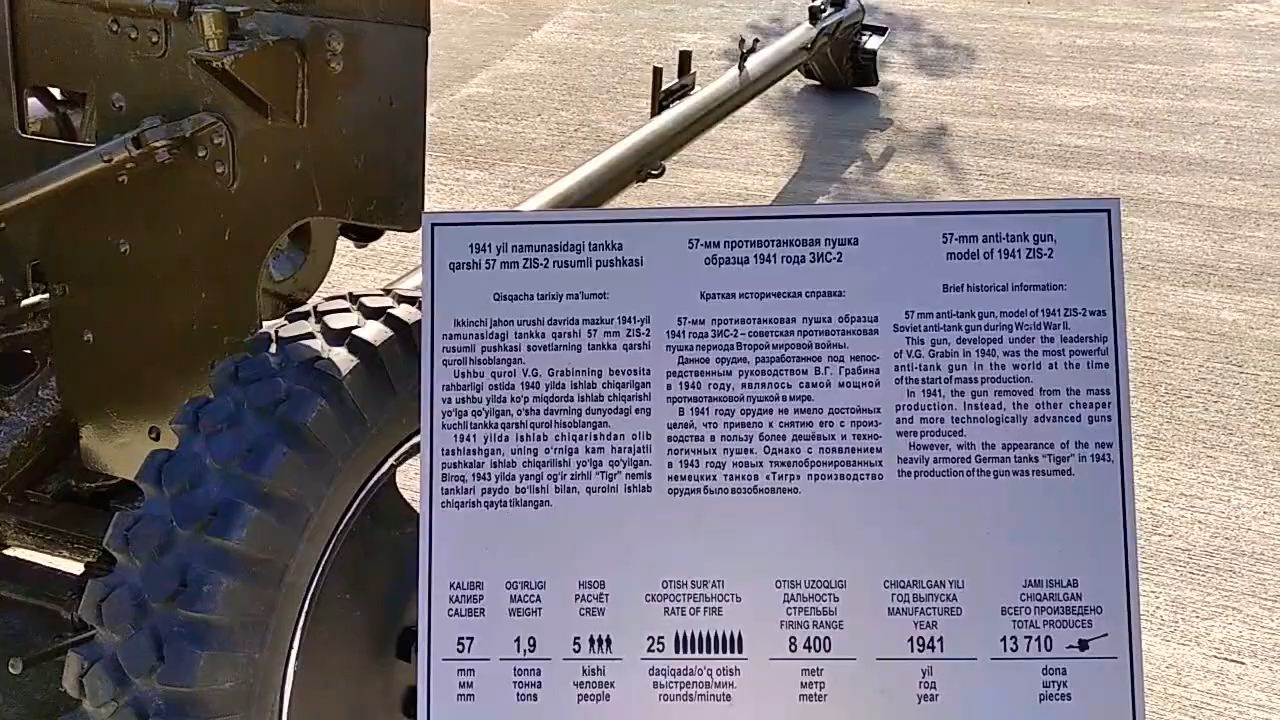 1941 yil namunasidagi tankka
qarshi 57 mm ZIS-2 rusumli pushkasi
Qisqacha tarixiy ma'lumot:
Ikkinchi jahon urushi davrida mazkur 1941-yil
namunasidagi tankka qarshi 57 mm ZIS-2
rusumli pushkasi sovetlarning tankka qarshi
quroli hisoblangan.
Ushbu qurol V.G. Grabinning bevosita
rahbarligi ostida 1940 yilda ishlab chiqarilgan
va ushbu yilda ko'p miqdorda ishlab chiqarishi
yo'lga qo'yilgan, o'sha davrning dunyodagi eng
kuchli tankka qarshi qurol hisoblangan.
1941 yilda ishlab chiqarishdan olib
tashlashgan, uning o'rniga kam harajatli
pushkalar ishlab chiqarilishi yo'lga qo'yilgan.
Biroq, 1943 yilda yangi og'ir zirhli "Tigr" nemis
tanklari paydo bo'lishi bilan, qurolni ishlab
chiqarish qayta tiklangan.
57-мм противотанковая пушка
образца 1941 года ЗИС-2
Краткая историческая справка:
57-мм противотанковая пушка образца
1941 года ЗИС-2 – советская противотанковая
пушка периода Второй мировой войны.
Данное орудие, разработанное под непос-
редственным руководством В.Г. Грабина
в 1940 году, являлось самой мощной
противотанковой пушкой в мире.
В 1941 году орудие не имело достойных
целей, что привело к снятию его с произ-
водства в пользу более дешёвых и техно-
логичных пушек. Однако с появлением
в 1943 году новых тяжелобронированных
немецких танков «Тигр» производство
орудия было возобновлено.
57-mm anti-tank gun,
model of 1941 ZIS-2
Brief historical information:
57 mm anti-tank gun, model of 1941 ZIS-2 was
Soviet anti-tank gun during World War II.
This gun, developed under the leadership
of V.G. Grabin in 1940, was the most powerful
anti-tank gun in the world at the time
of the start of mass production.
In 1941, the gun removed from the mass
production. Instead, the other cheaper
and more technologically advanced guns
were produced.
However, with the appearance of the new
heavily armored German tanks "Tiger" in 1943,
the production of the gun was resumed.
KALIBRI
КАЛИБР
CALIBER
57
mm
мм
mm
OG'IRLIGI
МАССА
WEIGHT
1,9
tonna
тонна
tons
HISOB
РАСЧЁТ
CREW
5
kishi
человек
people
OTISH SUR'ATI
СКОРОСТРЕЛЬНОСТЬ
RATE OF FIRE
25
daqiqada/o'q otish
выстрелов/мин.
rounds/minute
OTISH UZOQLIGI
ДАЛЬНОСТЬ
СТРЕЛЬБЫ
FIRING RANGE
8 400
metr
метр
meter
CHIQARILGAN YILI
ГОД ВЫПУСКА
MANUFACTURED
YEAR
1941
yil
год
year
JAMI ISHLAB
CHIQARILGAN
ВСЕГО ПРОИЗВЕДЕНО
TOTAL PRODUCES
13 710
dona
штук
pieces